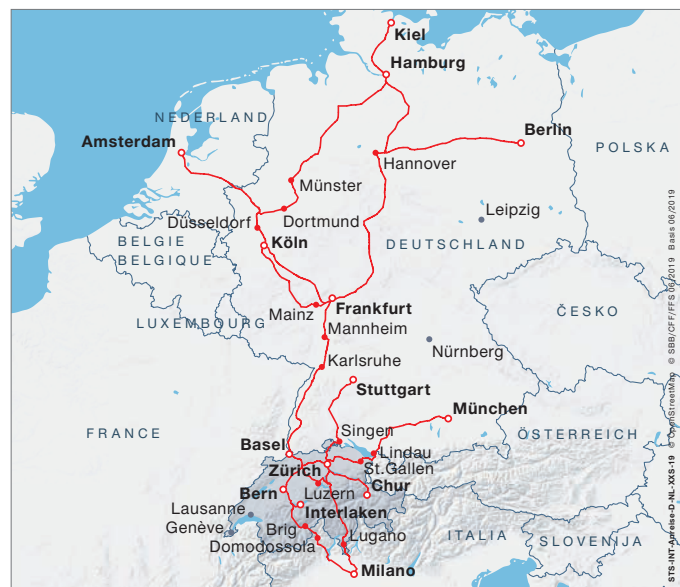 Kiel
Hamburg
NEDERLAND
Amsterdam
Berlin
Hannover
POLSKA
Münster
Dortmund
Leipzig
Düsseldorf
BELGIE
BELGIQUE
Köln
DEUTSCHLAND
Mainz
Frankfurt
ČESKO
LUXEMBOURG
Mannheim
Nürnberg
Karlsruhe
Stuttgart
München
FRANCE
Singen
ÖSTERREICH
Basel
Lindau
Zürich
St.Gallen
Bern
Luzern
Chur
Lausanne
Interlaken
Genève
Brig
Lugano
Domodossola
ITALIA
SLOVENIJA
Milano
STS-INT-Anreise-D-NL-XXS-19 © OpenStreetMap © SBB/CFF/FFS 06/2019 Basis 06/2019